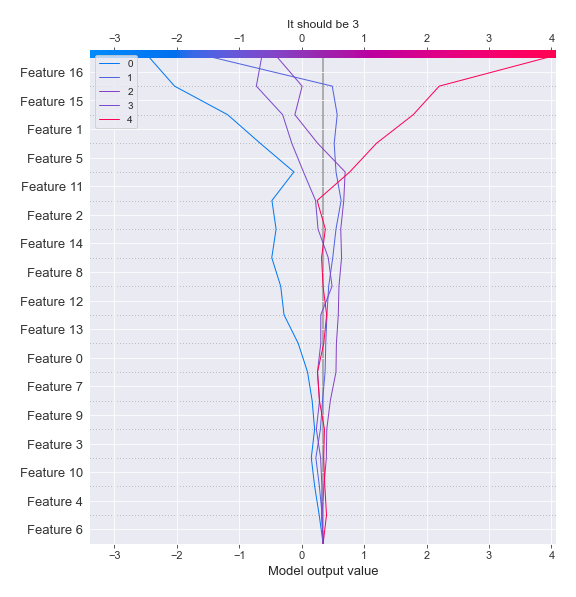 It should be 3
−3 −2 −1 0 1 2 3 4
0
1
2
3
4
Feature 16
Feature 15
Feature 1
Feature 5
Feature 11
Feature 2
Feature 14
Feature 8
Feature 12
Feature 13
Feature 0
Feature 7
Feature 9
Feature 3
Feature 10
Feature 4
Feature 6
−3 −2 −1 0 1 2 3 4
Model output value